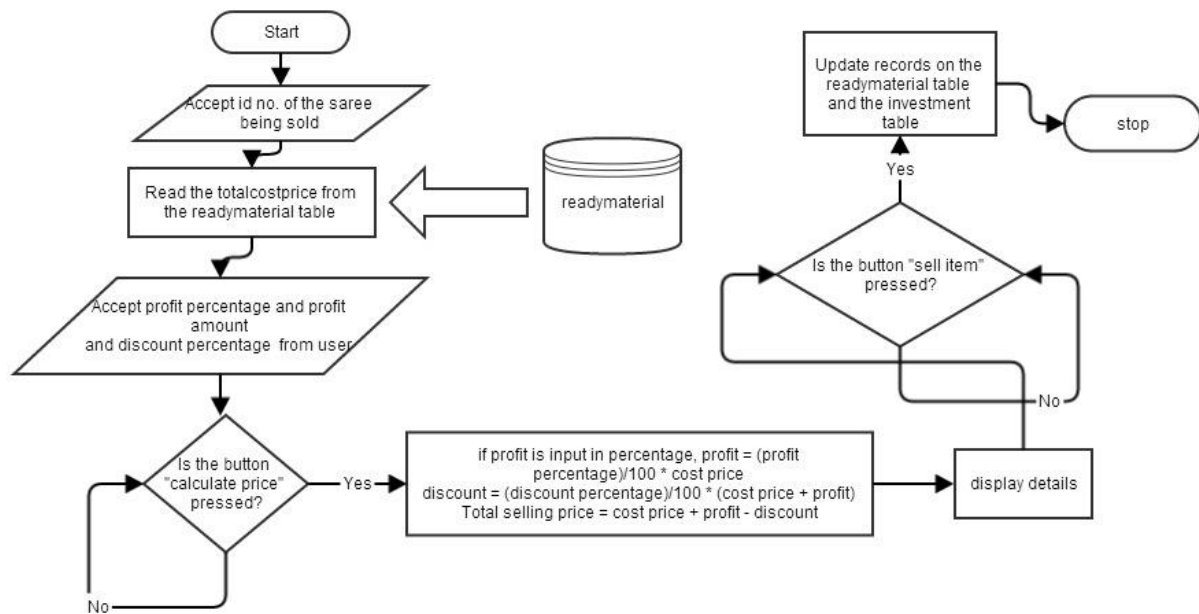 Start
Accept id no. of the saree
being sold
Read the totalcostprice from
the readymaterial table
readymaterial
Accept profit percentage and profit
amount
and discount percentage from user
Is the button
"calculate price"
pressed?
No
Yes
if profit is input in percentage, profit = (profit
percentage)/100 * cost price
discount = (discount percentage)/100 * (cost price + profit)
Total selling price = cost price + profit - discount
display details
Is the button "sell item"
pressed?
No
Yes
Update records on the
readymaterial table
and the investment
table
stop